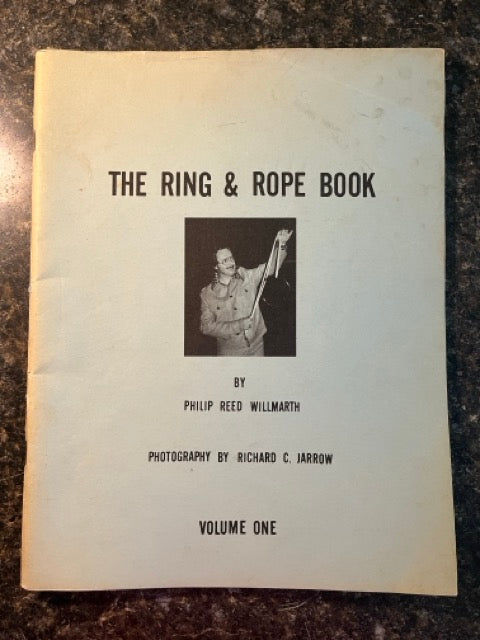 THE RING & ROPE BOOK
BY
PHILIP REED WILLMARTH
PHOTOGRAPHY BY RICHARD C. JARROW
VOLUME ONE